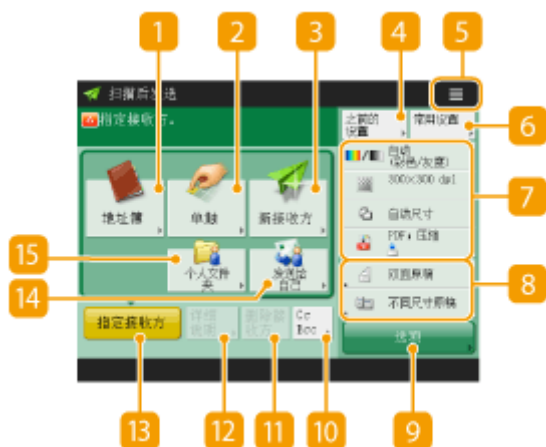 1
2
3
4
5
扫描后发送
指定接收方。
之前的
设置
常用设置
6
自动
(彩色/灰度)
300×300 dpi
7
自动尺寸
PDF; 压缩
地址簿
单触
新接收方
15
个人文件
夹
发送给
自己
14
双面原稿
8
不同尺寸原稿
指定接收方
详细
说明
删除接
收方
Cc
Bcc
选项
13
12
11
10
9